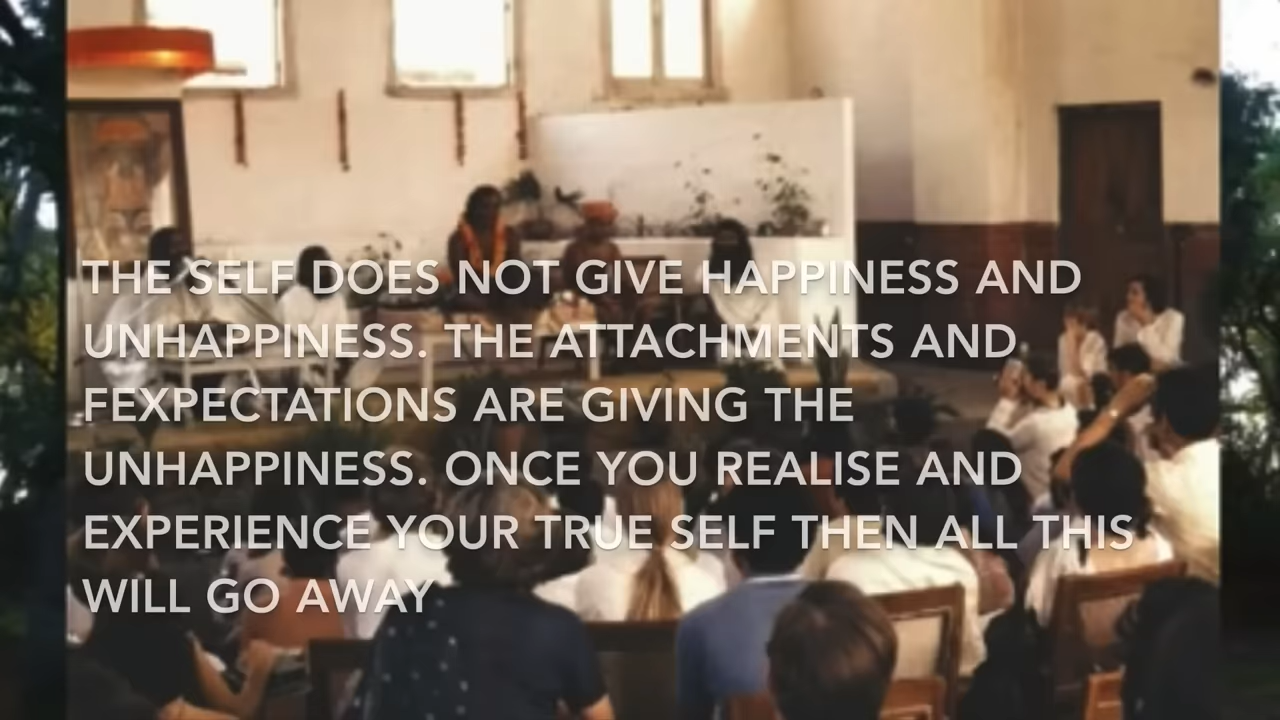 THE SELF DOES NOT GIVE HAPPINESS AND
UNHAPPINESS. THE ATTACHMENTS AND
FEXPECTATIONS ARE GIVING THE
UNHAPPINESS. ONCE YOU REALISE AND
EXPERIENCE YOUR TRUE SELF THEN ALL THIS
WILL GO AWAY